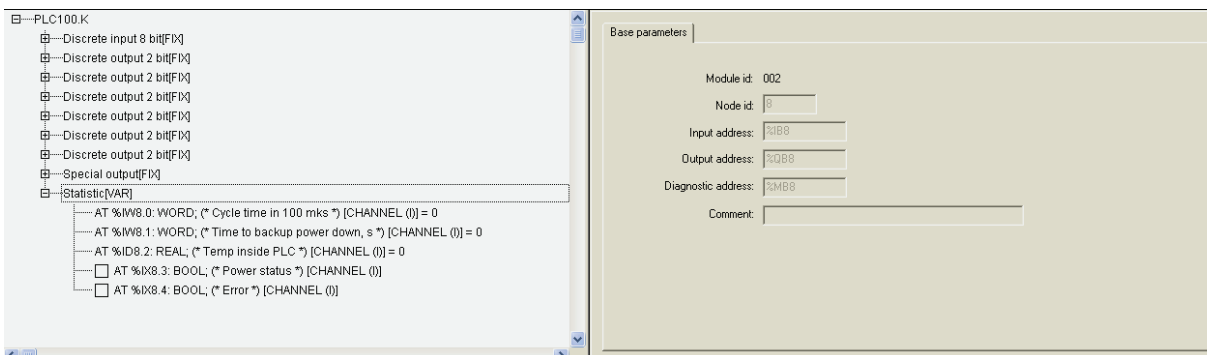 PLC100.K
Discrete input 8 bit[FIX]
Discrete output 2 bit[FIX]
Discrete output 2 bit[FIX]
Discrete output 2 bit[FIX]
Discrete output 2 bit[FIX]
Discrete output 2 bit[FIX]
Discrete output 2 bit[FIX]
Special output[FIX]
Statistic[VAR]
AT %IW8.0: WORD; (* Cycle time in 100 mks *) [CHANNEL (I)] = 0
AT %IW8.1: WORD; (* Time to backup power down, s *) [CHANNEL (I)] = 0
AT %ID8.2: REAL; (* Temp inside PLC *) [CHANNEL (I)] = 0
AT %IX8.3: BOOL; (* Power status *) [CHANNEL (I)]
AT %IX8.4: BOOL; (* Error *) [CHANNEL (I)]
Base parameters
Module id: 002
Node id: 8
Input address: %IB8
Output address: %QB8
Diagnostic address: %MB8
Comment: